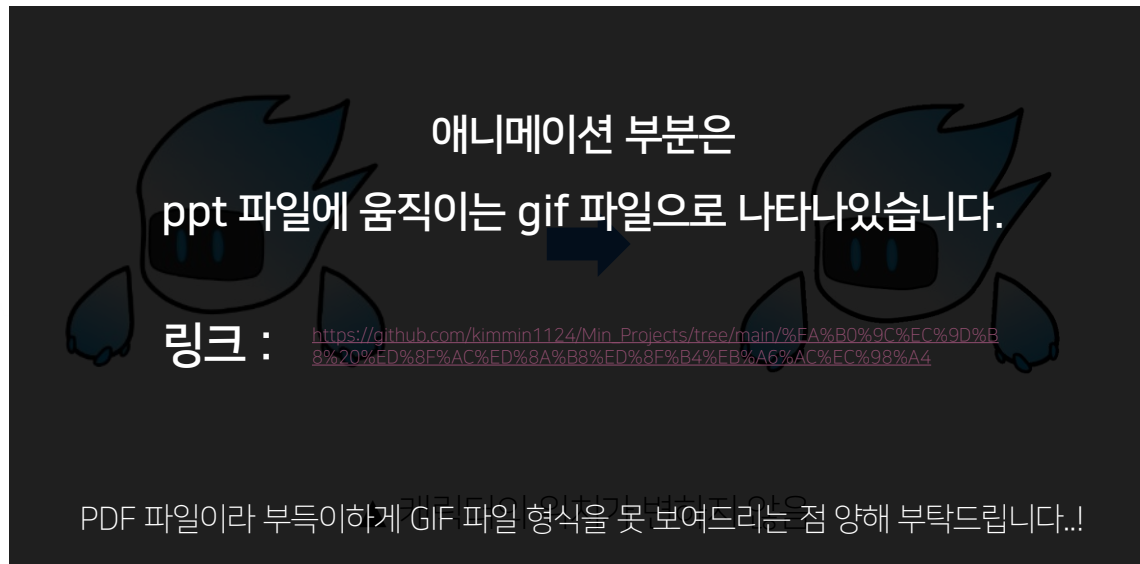 애니메이션 부분은
ppt 파일에 움직이는 gif 파일으로 나타나있습니다.
링크 :
https://github.com/kimmin1124/Min_Projects/tree/main/%EA%B0%9C%EC%9D%B
8%20%ED%8F%AC%ED%8A%B8%ED%8F%B4%EB%A6%AC%EC%98%A4
PDF 파일이라 부득이하게 GIF 파일 형식을 못 보여드리는 점 양해 부탁드립니다..!